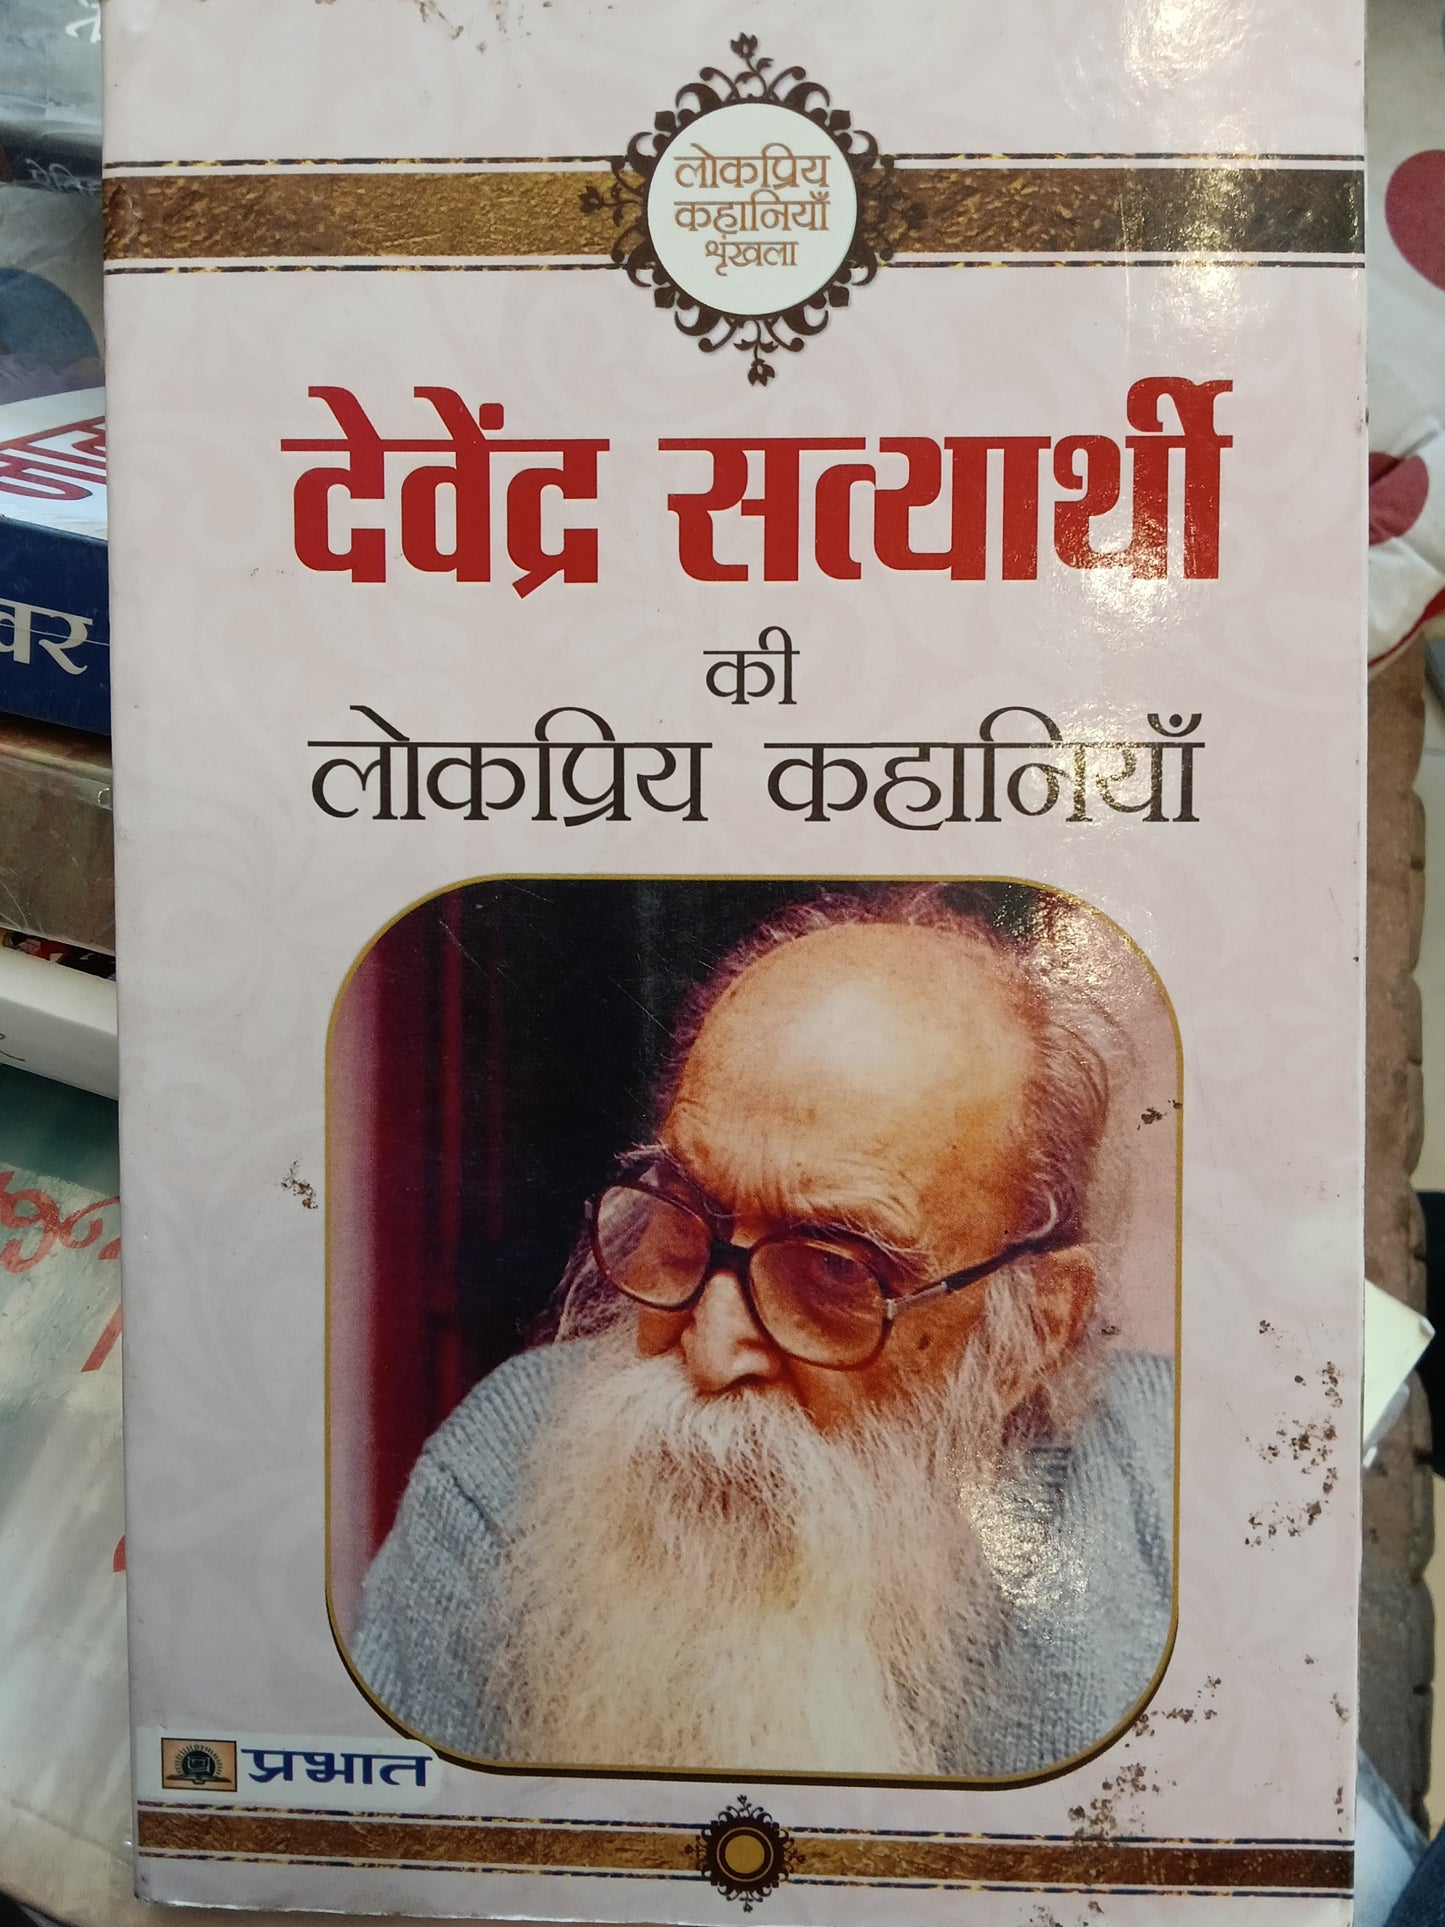 लोकप्रिय
कहानियाँ
शृंखला
देवेंद्र सत्यार्थी
की
लोकप्रिय कहानियाँ
प्रभात